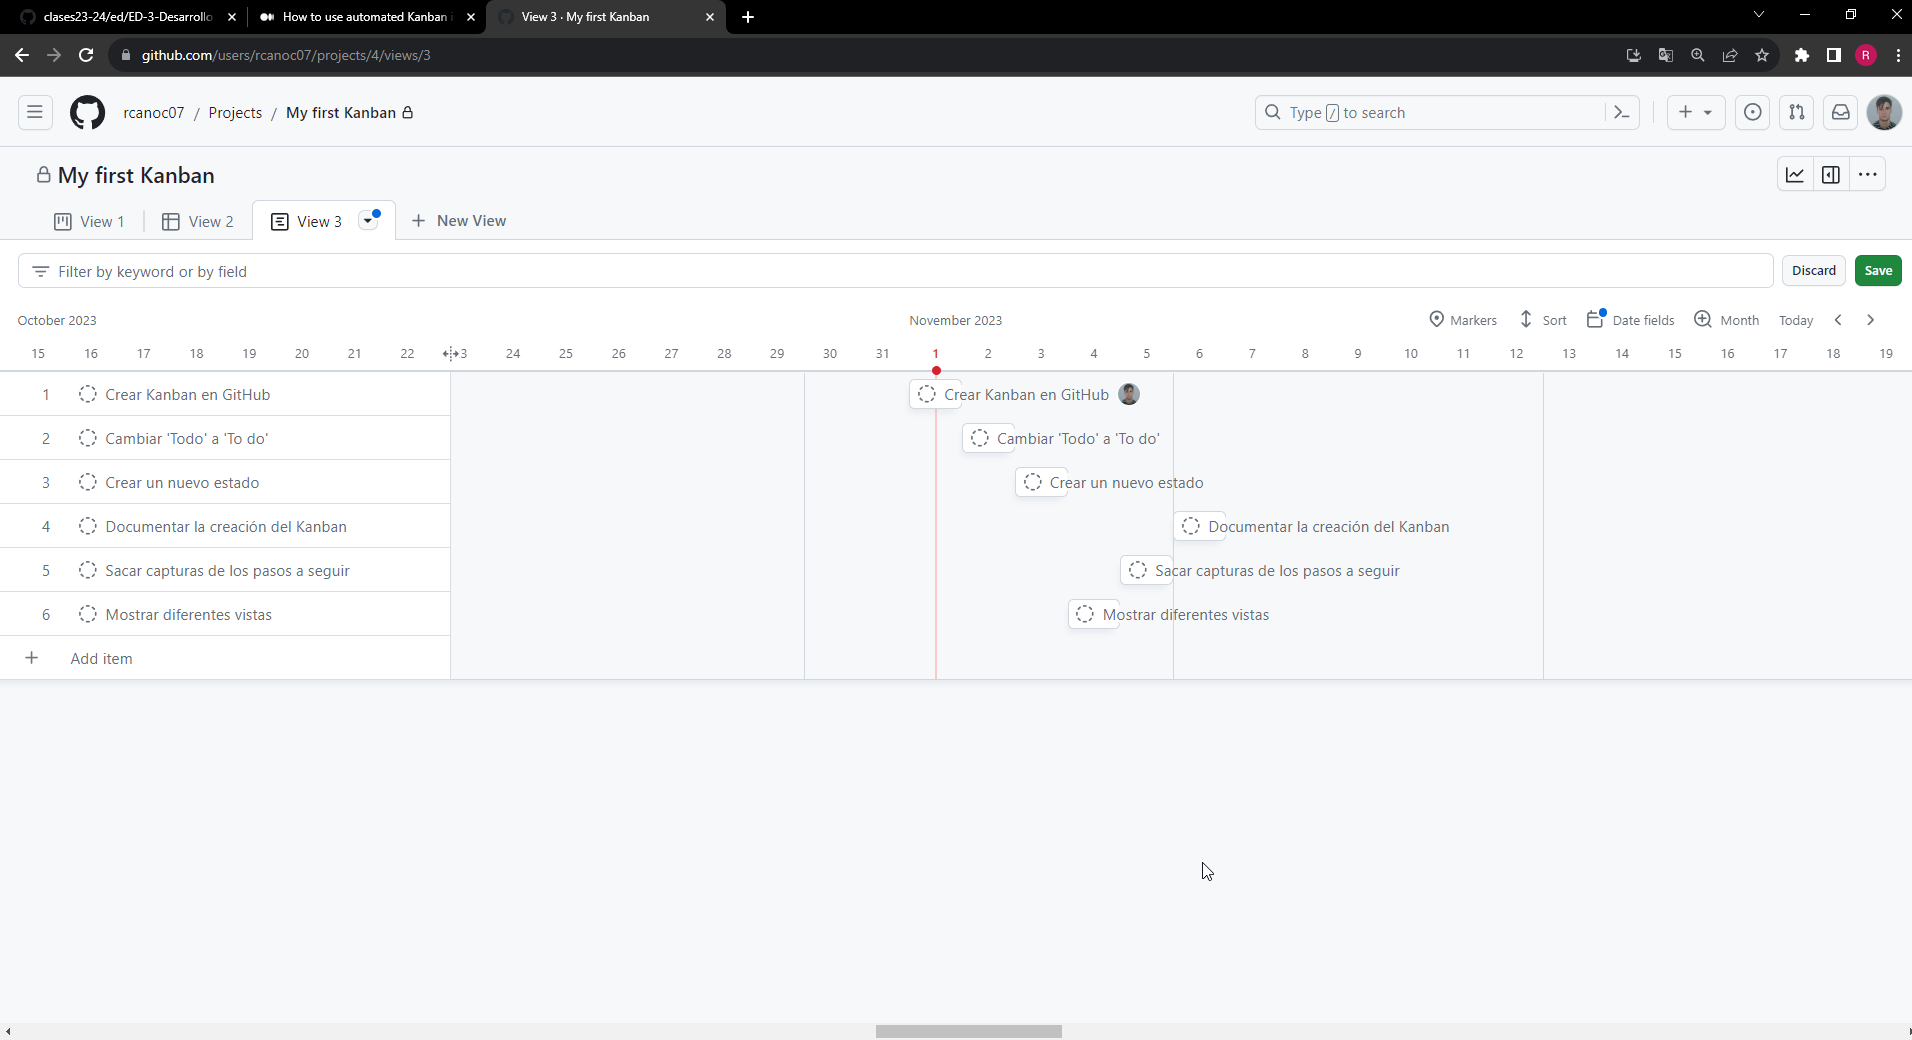 clases23-24/ed/ED-3-Desarrollo
How to use automated Kanban i
View 3 · My first Kanban
github.com/users/rcanoc07/projects/4/views/3
R
rcanoc07 / Projects / My first Kanban
Type / to search
My first Kanban
View 1
View 2
View 3
New View
Filter by keyword or by field
Discard
Save
October 2023
November 2023
Markers
Sort
Date fields
Month
Today
15 16 17 18 19 20 21 22 3 24 25 26 27 28 29 30 31 1 2 3 4 5 6 7 8 9 10 11 12 13 14 15 16 17 18 19
1 Crear Kanban en GitHub
Crear Kanban en GitHub
2 Cambiar 'Todo' a 'To do'
Cambiar 'Todo' a 'To do'
3 Crear un nuevo estado
Crear un nuevo estado
4 Documentar la creación del Kanban
Documentar la creación del Kanban
5 Sacar capturas de los pasos a seguir
Sacar capturas de los pasos a seguir
6 Mostrar diferentes vistas
Mostrar diferentes vistas
Add item